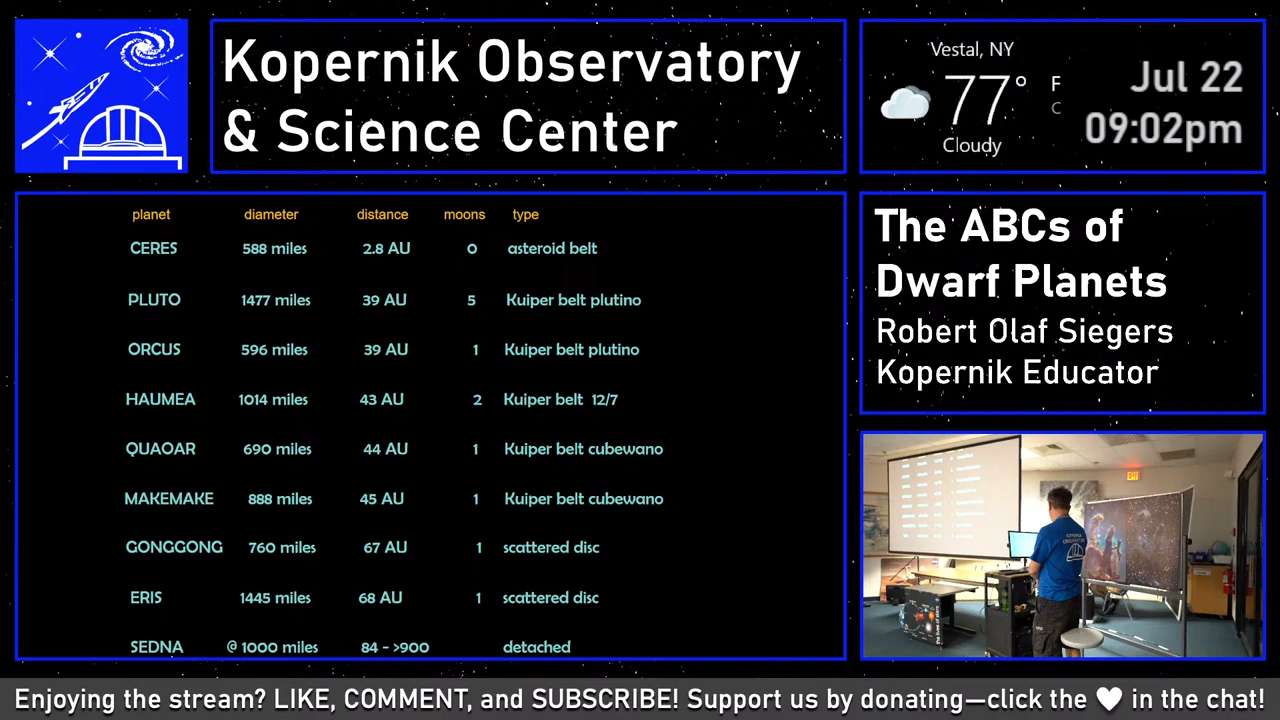 Kopernik Observatory
& Science Center
Vestal, NY
77° F
C
Cloudy
Jul 22
09:02pm
planet diameter distance moons type
CERES 588 miles 2.8 AU 0 asteroid belt
PLUTO 1477 miles 39 AU 5 Kuiper belt plutino
ORCUS 596 miles 39 AU 1 Kuiper belt plutino
HAUMEA 1014 miles 43 AU 2 Kuiper belt 12/7
QUAOAR 690 miles 44 AU 1 Kuiper belt cubewano
MAKEMAKE 888 miles 45 AU 1 Kuiper belt cubewano
GONGGONG 760 miles 67 AU 1 scattered disc
ERIS 1445 miles 68 AU 1 scattered disc
SEDNA @ 1000 miles 84 - >900 detached
The ABCs of
Dwarf Planets
Robert Olaf Siegers
Kopernik Educator
EXIT
KOPERNIK
OBSERVATORY
Enjoying the stream? LIKE, COMMENT, and SUBSCRIBE! Support us by donating—click the ♥ in the chat!